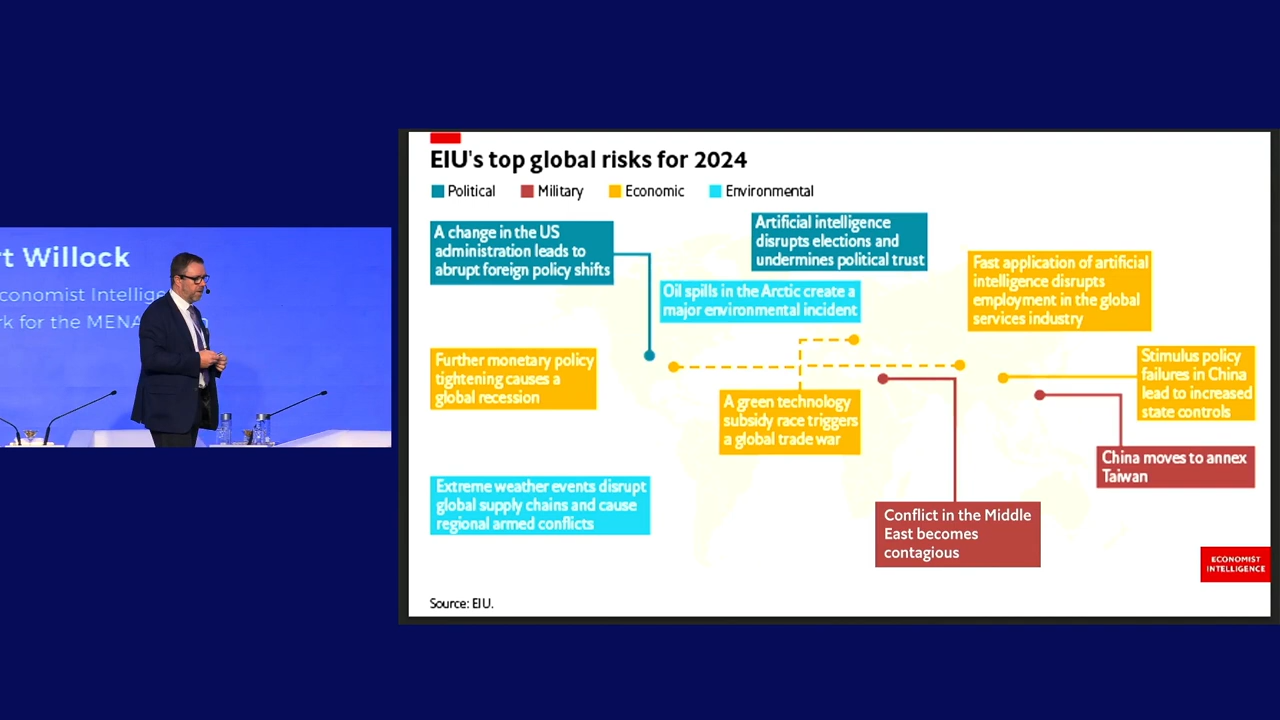 rt Willock
conomist Intellige
rk for the MENA
EIU's top global risks for 2024
Political
Military
Economic
Environmental
A change in the US
administration leads to
abrupt foreign policy shifts
Artificial intelligence
disrupts elections and
undermines political trust
Fast application of artificial
intelligence disrupts
employment in the global
services industry
Oil spills in the Arctic create a
major environmental incident
Further monetary policy
tightening causes a
global recession
Stimulus policy
failures in China
lead to increased
state controls
A green technology
subsidy race triggers
a global trade war
China moves to annex
Taiwan
Extreme weather events disrupt
global supply chains and cause
regional armed conflicts
Conflict in the Middle
East becomes
contagious
ECONOMIST
INTELLIGENCE
Source: EIU.